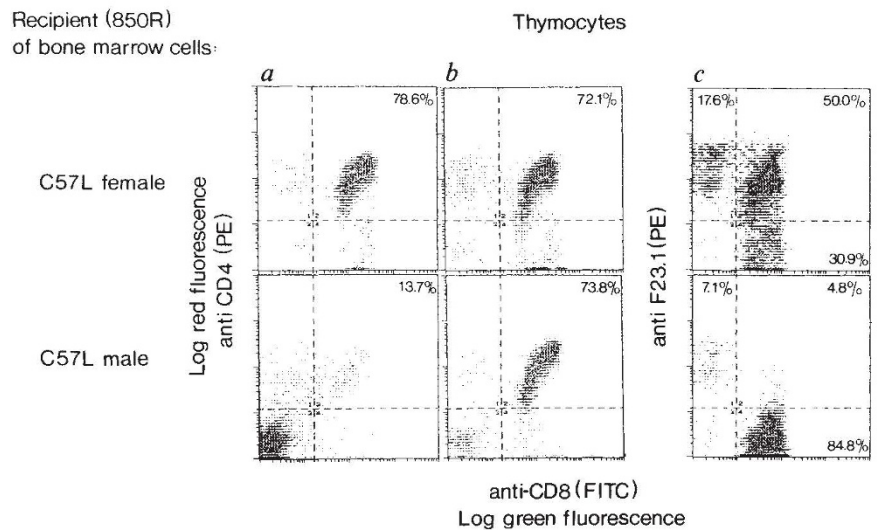 Recipient (850R)
of bone marrow cells:
Thymocytes
a
b
c
78.6%
72.1%
17.6%
50.0%
C57L female
30.9%
13.7%
73.8%
7.1%
4.8%
C57L male
84.8%
Log red fluorescence
anti CD4 (PE)
anti F23.1 (PE)
anti-CD8 (FITC)
Log green fluorescence